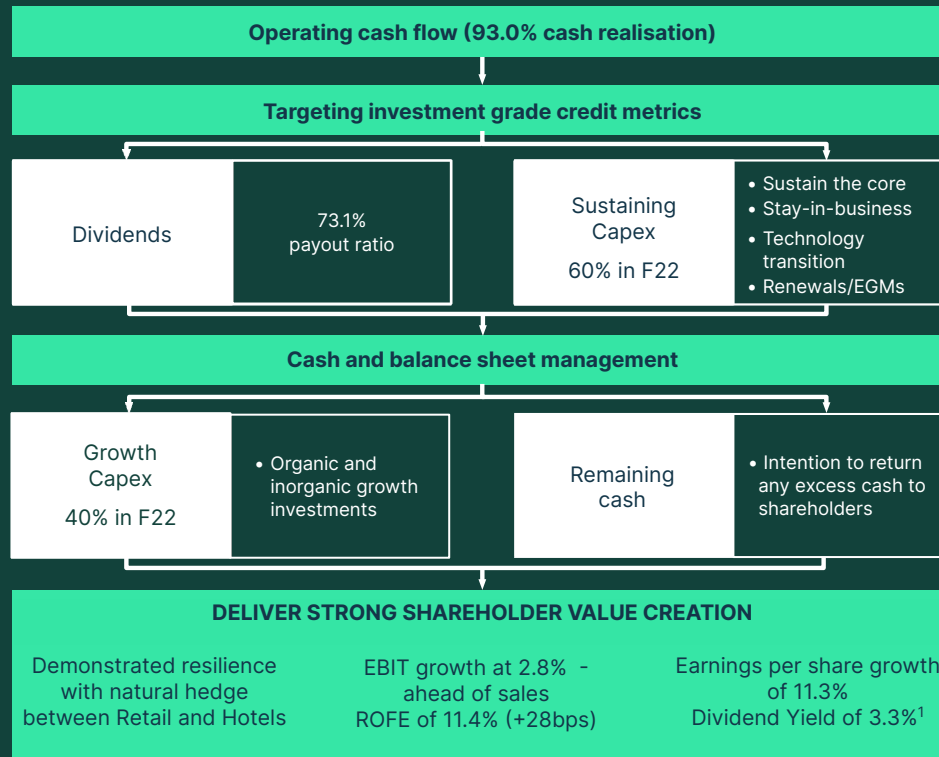 Operating cash flow (93.0% cash realisation)
Targeting investment grade credit metrics
Dividends
73.1%
payout ratio
Sustaining
Capex
60% in F22
• Sustain the core
• Stay-in-business
• Technology
transition
• Renewals/EGMs
Cash and balance sheet management
Growth
Capex
40% in F22
• Organic and
inorganic growth
investments
Remaining
cash
• Intention to return
any excess cash to
shareholders
DELIVER STRONG SHAREHOLDER VALUE CREATION
Demonstrated resilience
with natural hedge
between Retail and Hotels
EBIT growth at 2.8% -
ahead of sales
ROFE of 11.4% (+28bps)
Earnings per share growth
of 11.3%
Dividend Yield of 3.3%¹